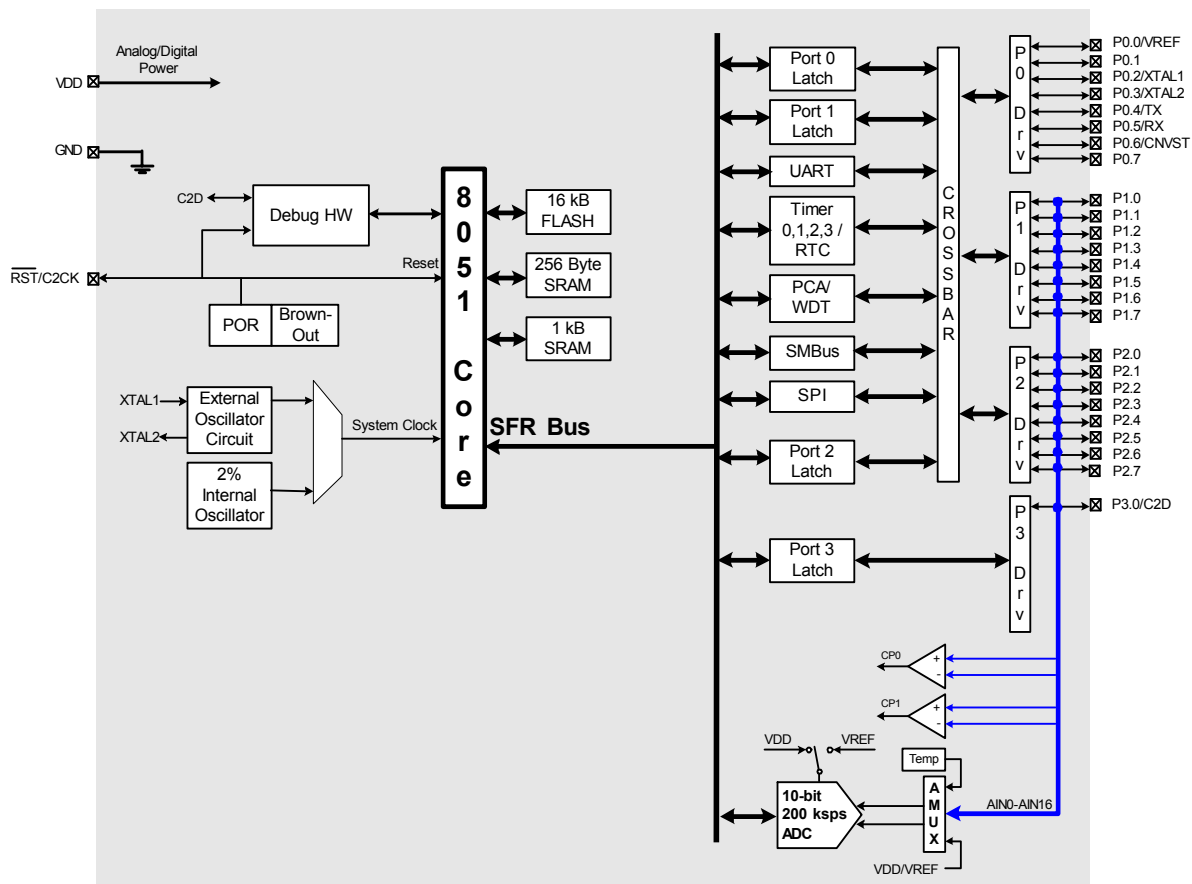 Analog/Digital
Power
VDD
GND
C2D
Debug HW
RST/C2CK
Reset
POR
Brown-
Out
XTAL1
XTAL2
External
Oscillator
Circuit
2%
Internal
Oscillator
System Clock
8
0
5
1
C
o
r
e
16 kB
FLASH
256 Byte
SRAM
1 kB
SRAM
SFR Bus
Port 0
Latch
Port 1
Latch
UART
Timer
0,1,2,3 /
RTC
PCA/
WDT
SMBus
SPI
Port 2
Latch
Port 3
Latch
C
R
O
S
S
B
A
R
P
0
D
r
v
P
1
D
r
v
P
2
D
r
v
P
3
D
r
v
P0.0/VREF
P0.1
P0.2/XTAL1
P0.3/XTAL2
P0.4/TX
P0.5/RX
P0.6/CNVST
P0.7
P1.0
P1.1
P1.2
P1.3
P1.4
P1.5
P1.6
P1.7
P2.0
P2.1
P2.2
P2.3
P2.4
P2.5
P2.6
P2.7
P3.0/C2D
CP0
+
-
CP1
+
-
VDD
VREF
Temp
10-bit
200 ksps
ADC
A
M
U
X
AIN0-AIN16
VDD/VREF